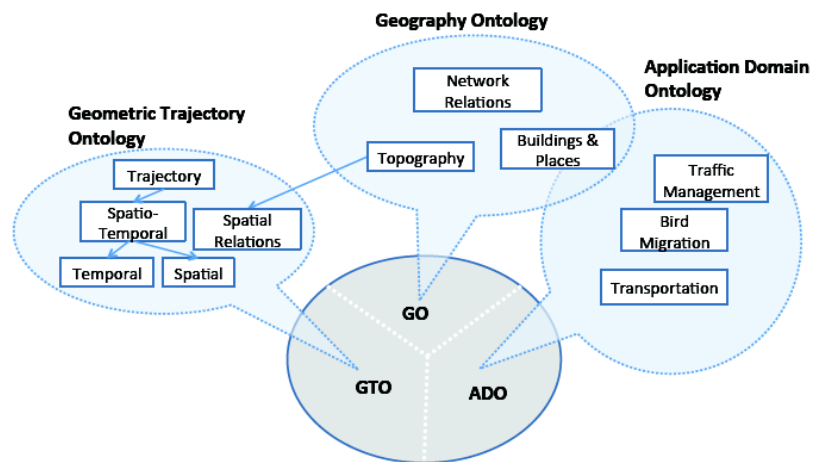 Geography Ontology
Application Domain
Ontology
Geometric Trajectory
Ontology
Network
Relations
Topography
Buildings &
Places
Trajectory
Spatio-
Temporal
Spatial
Relations
Temporal
Spatial
Traffic
Management
Bird
Migration
Transportation
GO
GTO
ADO